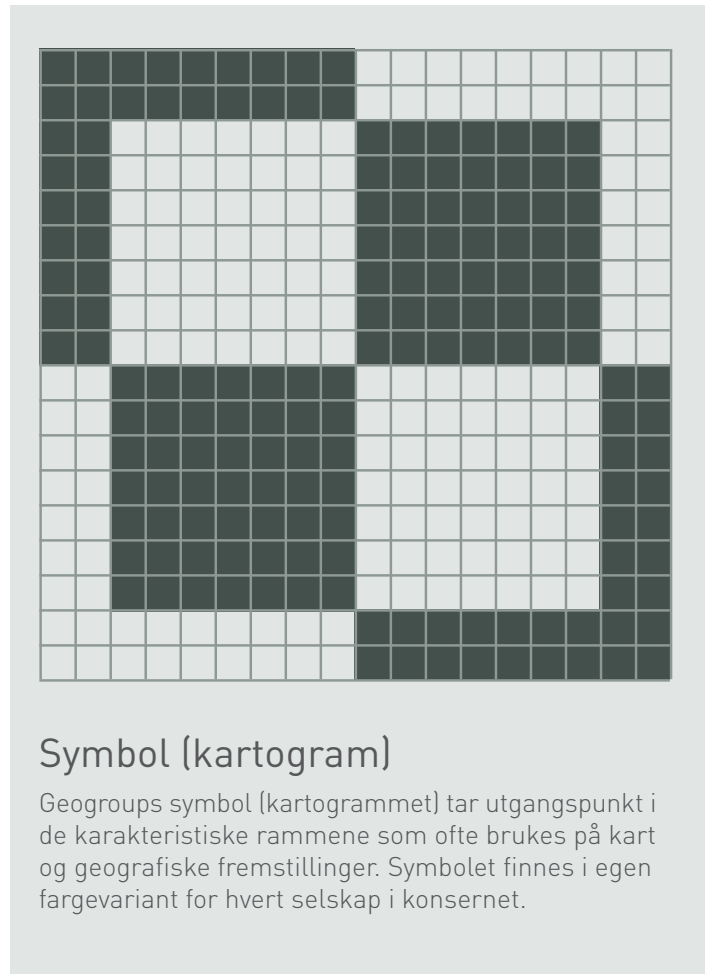 Symbol (kartogram)
Geogroups symbol (kartogrammet) tar utgangspunkt i
de karakteristiske rammene som ofte brukes på kart
og geografiske fremstillinger. Symbolet finnes i egen
fargevariant for hvert selskap i konsernet.